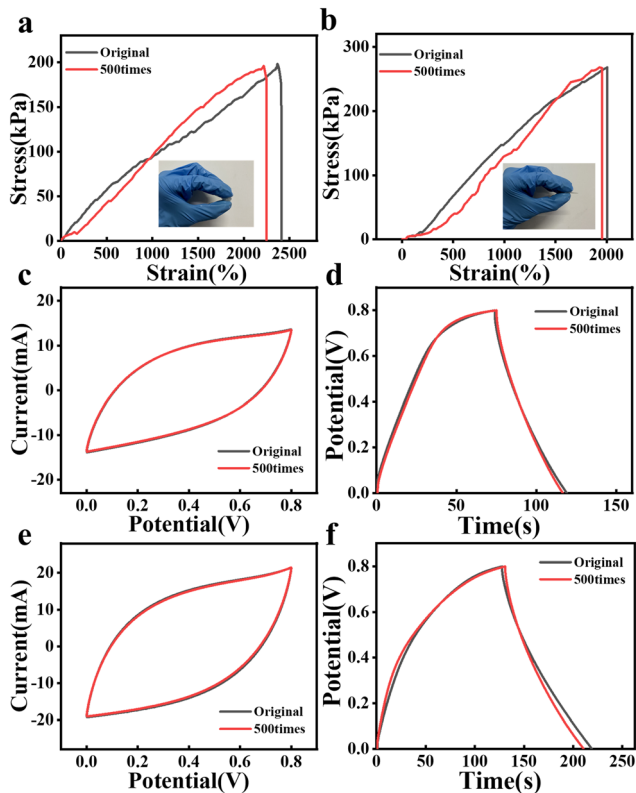 a
Stress(kPa)
200
150
100
50
0
Original
500times
0 500 1000 1500 2000 2500
Strain(%)
b
Stress(kPa)
300
200
100
0
Original
500times
0 500 1000 1500 2000
Strain(%)
c
Current(mA)
20
10
0
-10
-20
Original
500times
0.0 0.2 0.4 0.6 0.8
Potential(V)
d
Potential(V)
0.8
0.6
0.4
0.2
0.0
Original
500times
0 50 100 150
Time(s)
e
Current(mA)
20
10
0
-10
-20
Original
500times
0.0 0.2 0.4 0.6 0.8
Potential(V)
f
Potential(V)
0.8
0.6
0.4
0.2
0.0
Original
500times
0 50 100 150 200 250
Time(s)